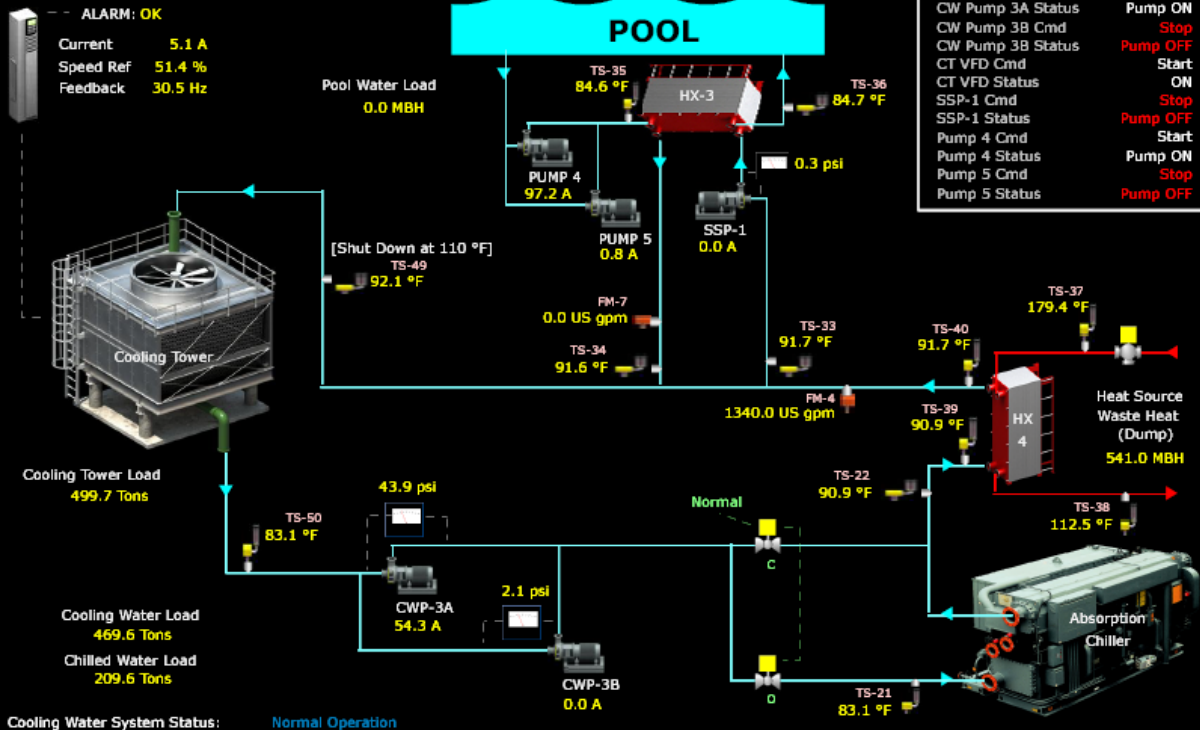 ALARM: OK
Current 5.1 A
Speed Ref 51.4 %
Feedback 30.5 Hz
POOL
Pool Water Load
0.0 MBH
TS-35
84.6 °F
HX-3
TS-36
84.7 °F
CW Pump 3A Status Pump ON
CW Pump 3B Cmd Stop
CW Pump 3B Status Pump OFF
CT VFD Cmd Start
CT VFD Status ON
SSP-1 Cmd Stop
SSP-1 Status Pump OFF
Pump 4 Cmd Start
Pump 4 Status Pump ON
Pump 5 Cmd Stop
Pump 5 Status Pump OFF
PUMP 4
97.2 A
0.3 psi
PUMP 5
0.8 A
SSP-1
0.0 A
[Shut Down at 110 °F]
TS-49
92.1 °F
FM-7
0.0 US gpm
TS-34
91.6 °F
TS-33
91.7 °F
TS-40
91.7 °F
TS-37
179.4 °F
Cooling Tower
FM-4
1340.0 US gpm
TS-39
90.9 °F
HX
4
Heat Source
Waste Heat
(Dump)
541.0 MBH
Cooling Tower Load
499.7 Tons
43.9 psi
TS-22
90.9 °F
TS-38
112.5 °F
Normal
TS-50
83.1 °F
C
CWP-3A
54.3 A
2.1 psi
Cooling Water Load
469.6 Tons
Chilled Water Load
209.6 Tons
Absorption
Chiller
CWP-3B
0.0 A
O
TS-21
83.1 °F
Cooling Water System Status: Normal Operation